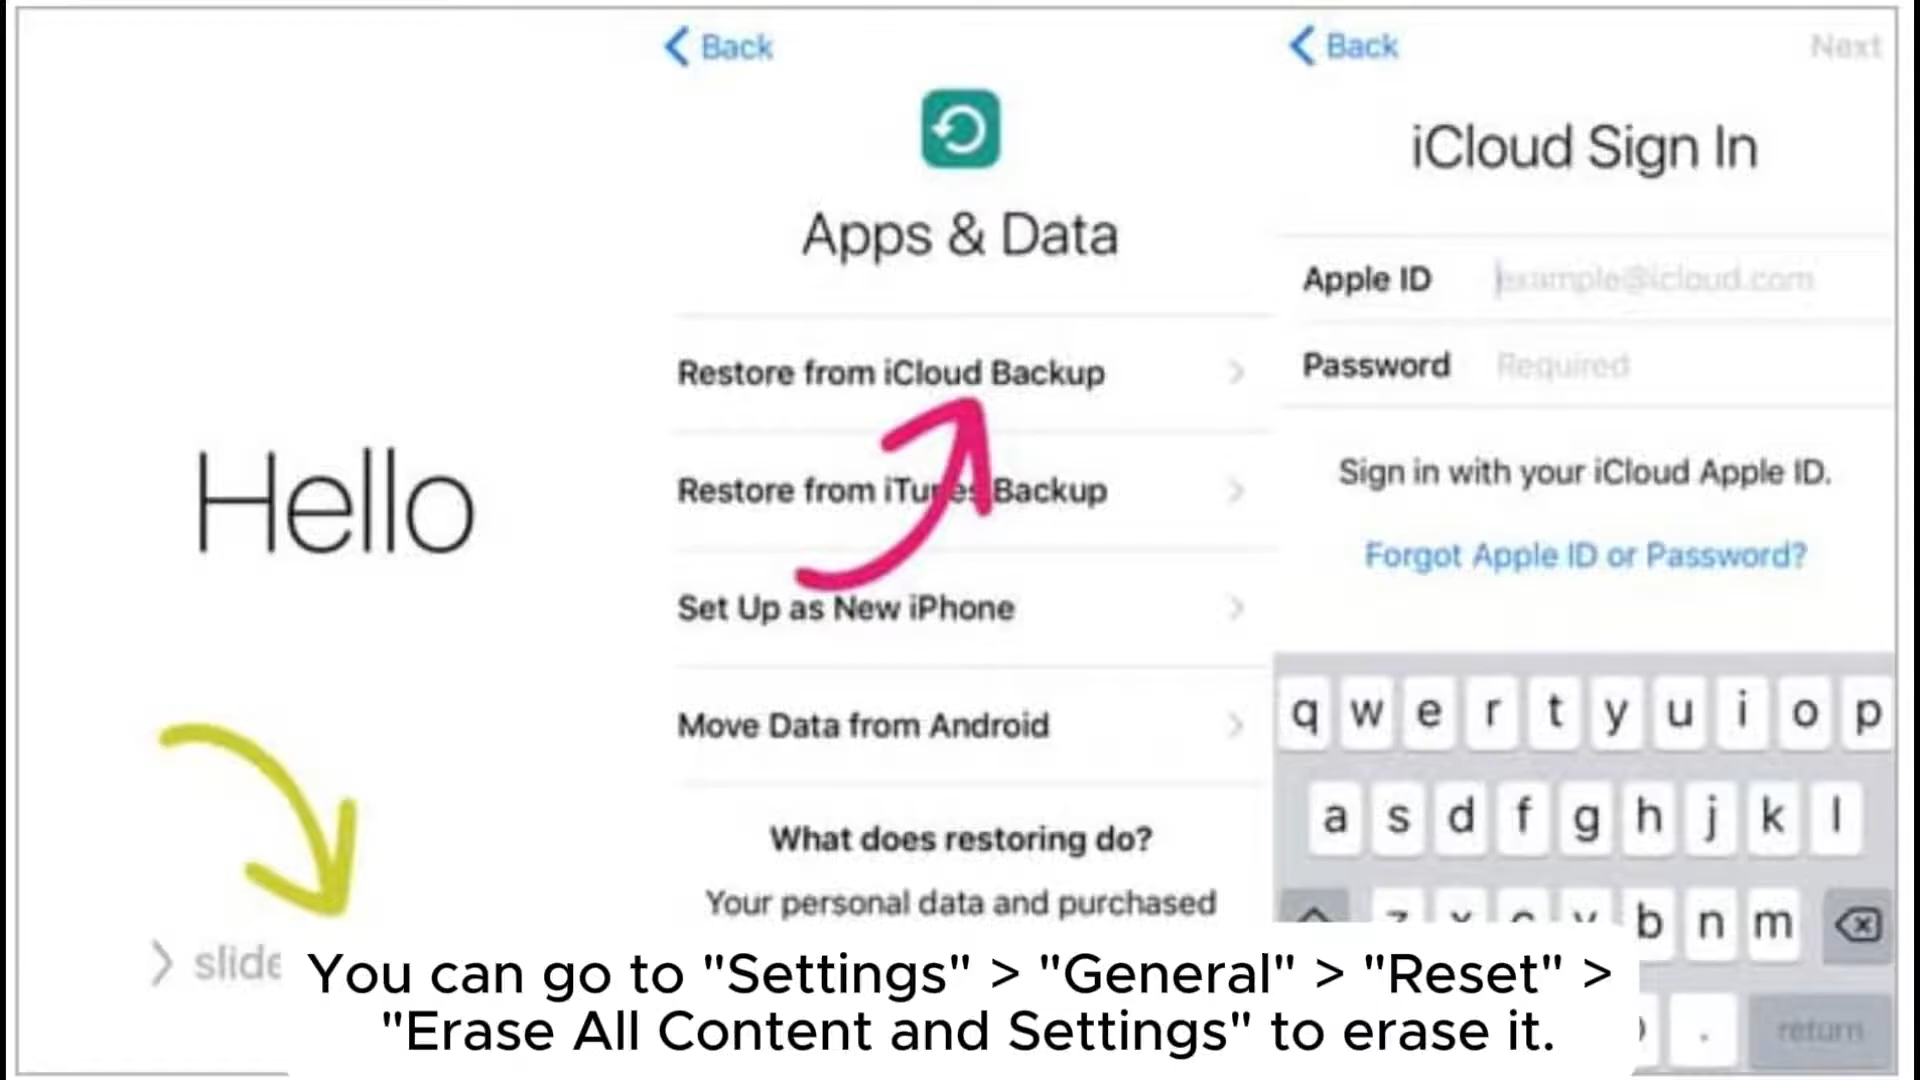 Hello
slide
Back
Apps & Data
Restore from iCloud Backup
Restore from iTunes Backup
Set Up as New iPhone
Move Data from Android
What does restoring do?
Your personal data and purchased
Back
Next
iCloud Sign In
Apple ID example@icloud.com
Password Required
Sign in with your iCloud Apple ID.
Forgot Apple ID or Password?
q w e r t y u i o p
a s d f g h j k l
z x c v b n m
. return
You can go to "Settings" > "General" > "Reset" >
"Erase All Content and Settings" to erase it.